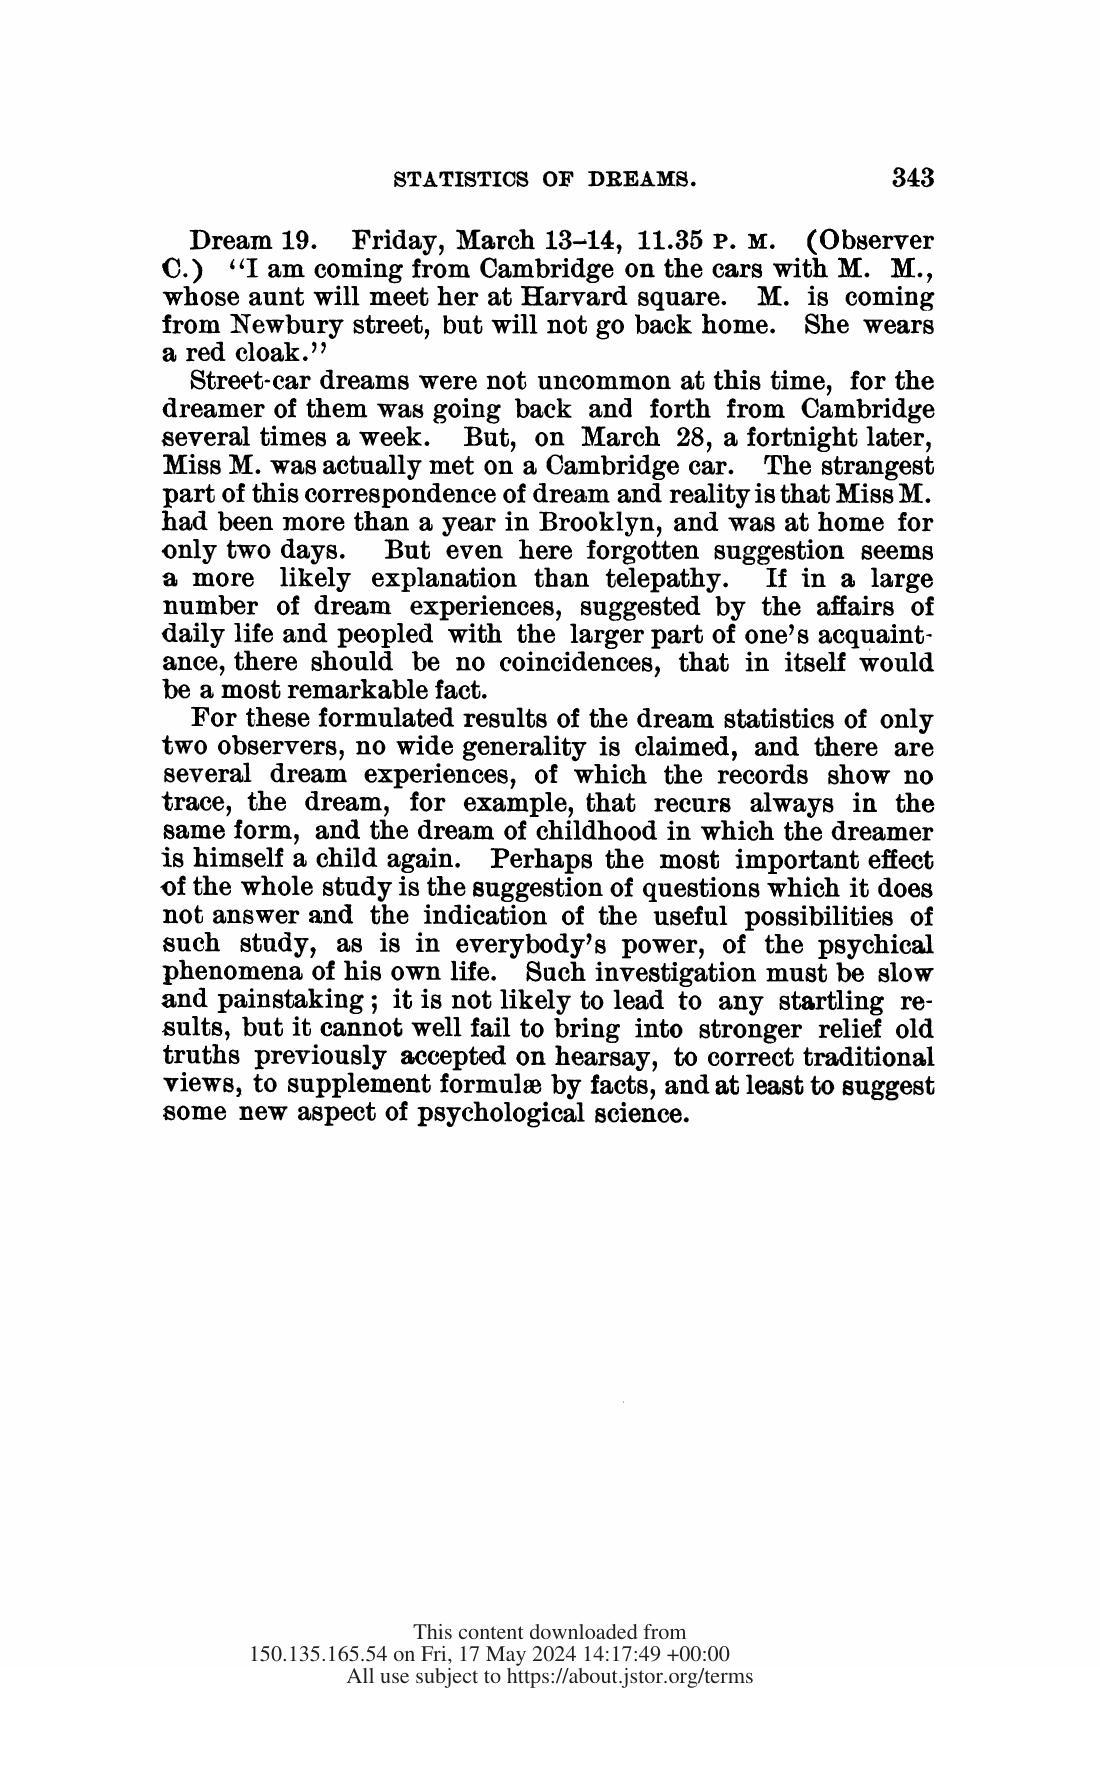 STATISTICS OF DREAMS. 343
Dream 19. Friday, March 13–14, 11.35 P. M. (Observer
C.) “I am coming from Cambridge on the cars with M. M.,
whose aunt will meet her at Harvard square. M. is coming
from Newbury street, but will not go back home. She wears
a red cloak.”
Street-car dreams were not uncommon at this time, for the
dreamer of them was going back and forth from Cambridge
several times a week. But, on March 28, a fortnight later,
Miss M. was actually met on a Cambridge car. The strangest
part of this correspondence of dream and reality is that Miss M.
had been more than a year in Brooklyn, and was at home for
only two days. But even here forgotten suggestion seems
a more likely explanation than telepathy. If in a large
number of dream experiences, suggested by the affairs of
daily life and peopled with the larger part of one’s acquaint-
ance, there should be no coincidences, that in itself would
be a most remarkable fact.
For these formulated results of the dream statistics of only
two observers, no wide generality is claimed, and there are
several dream experiences, of which the records show no
trace, the dream, for example, that recurs always in the
same form, and the dream of childhood in which the dreamer
is himself a child again. Perhaps the most important effect
of the whole study is the suggestion of questions which it does
not answer and the indication of the useful possibilities of
such study, as is in everybody’s power, of the psychical
phenomena of his own life. Such investigation must be slow
and painstaking; it is not likely to lead to any startling re-
sults, but it cannot well fail to bring into stronger relief old
truths previously accepted on hearsay, to correct traditional
views, to supplement formulæ by facts, and at least to suggest
some new aspect of psychological science.
This content downloaded from
150.135.165.54 on Fri, 17 May 2024 14:17:49 +00:00
All use subject to https://about.jstor.org/terms